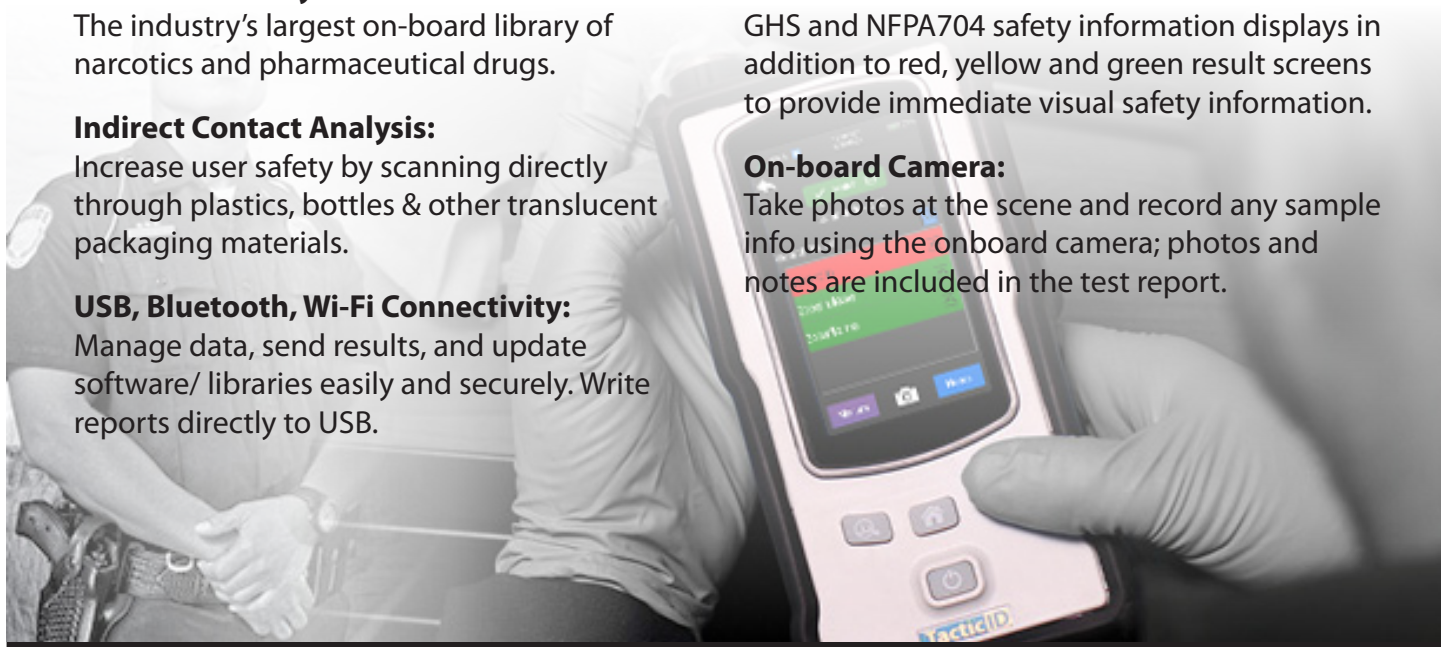 The industry's largest on-board library of
narcotics and pharmaceutical drugs.
Indirect Contact Analysis:
Increase user safety by scanning directly
through plastics, bottles & other translucent
packaging materials.
USB, Bluetooth, Wi-Fi Connectivity:
Manage data, send results, and update
software/ libraries easily and securely. Write
reports directly to USB.
GHS and NFPA704 safety information displays in
addition to red, yellow and green result screens
to provide immediate visual safety information.
On-board Camera:
Take photos at the scene and record any sample
info using the onboard camera; photos and
notes are included in the test report.
TacticID